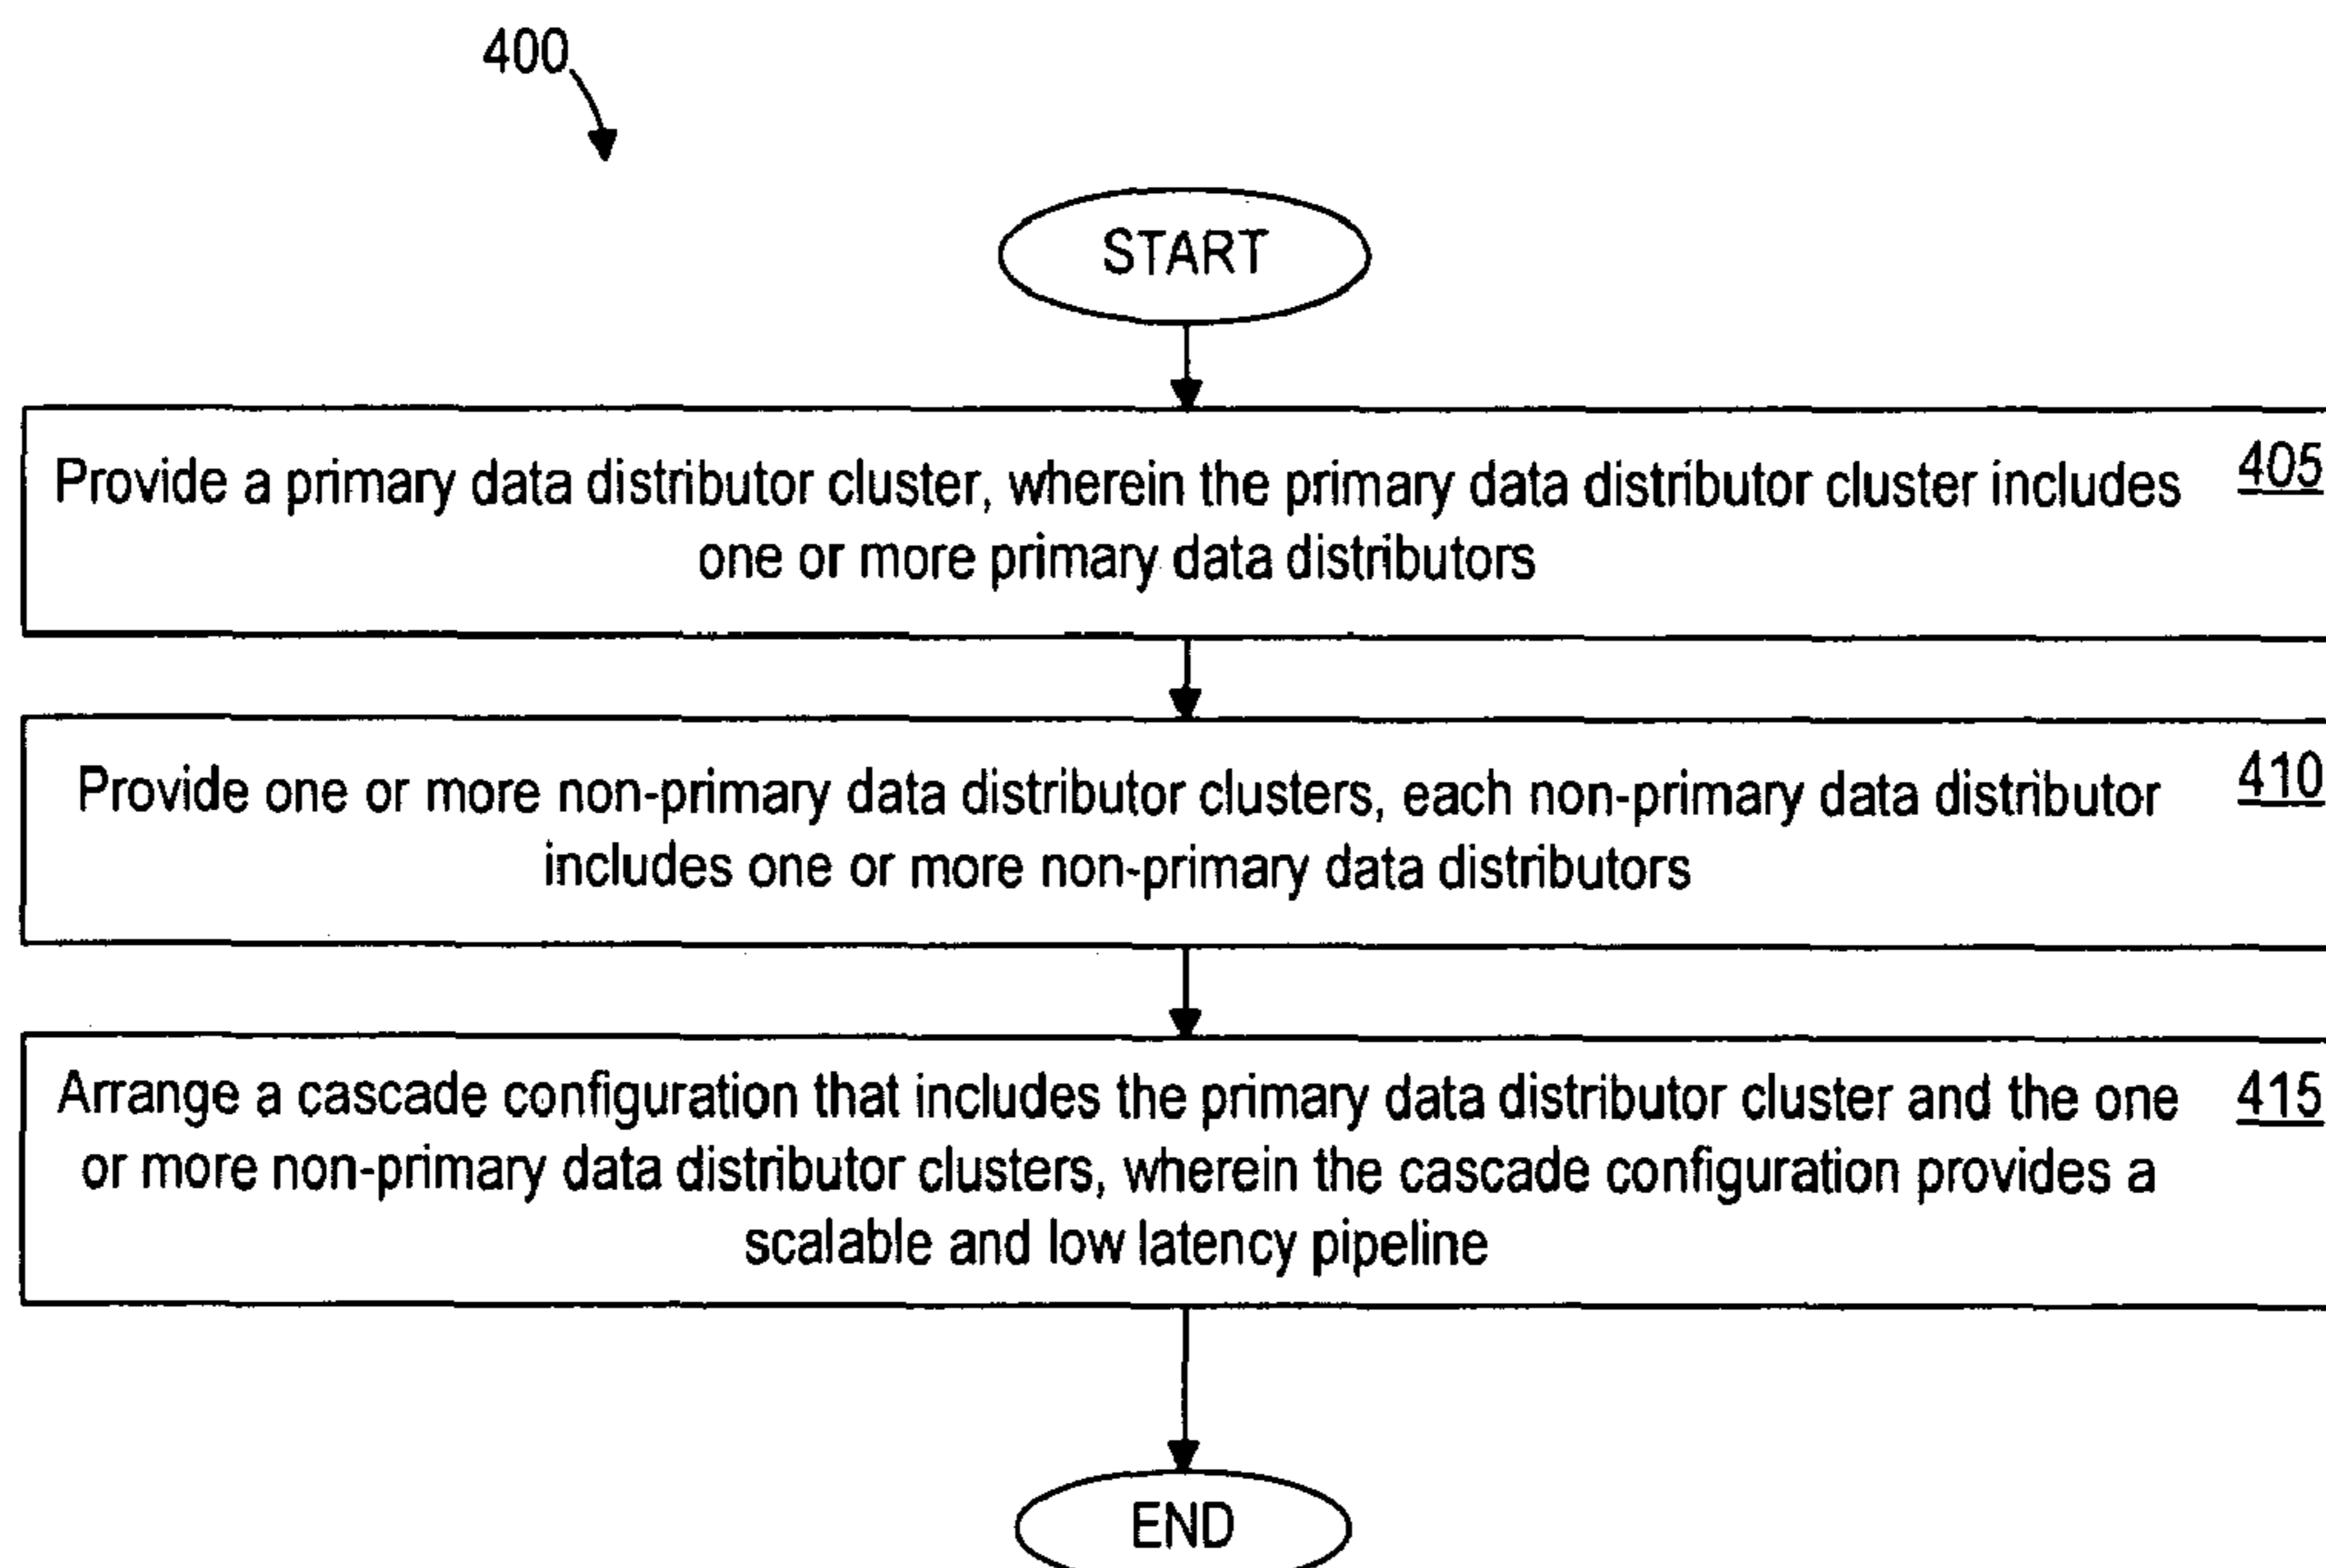 400
START
Provide a primary data distributor cluster, wherein the primary data distributor cluster includes 405
one or more primary data distributors
Provide one or more non-primary data distributor clusters, each non-primary data distributor 410
includes one or more non-primary data distributors
Arrange a cascade configuration that includes the primary data distributor cluster and the one 415
or more non-primary data distributor clusters, wherein the cascade configuration provides a
scalable and low latency pipeline
END